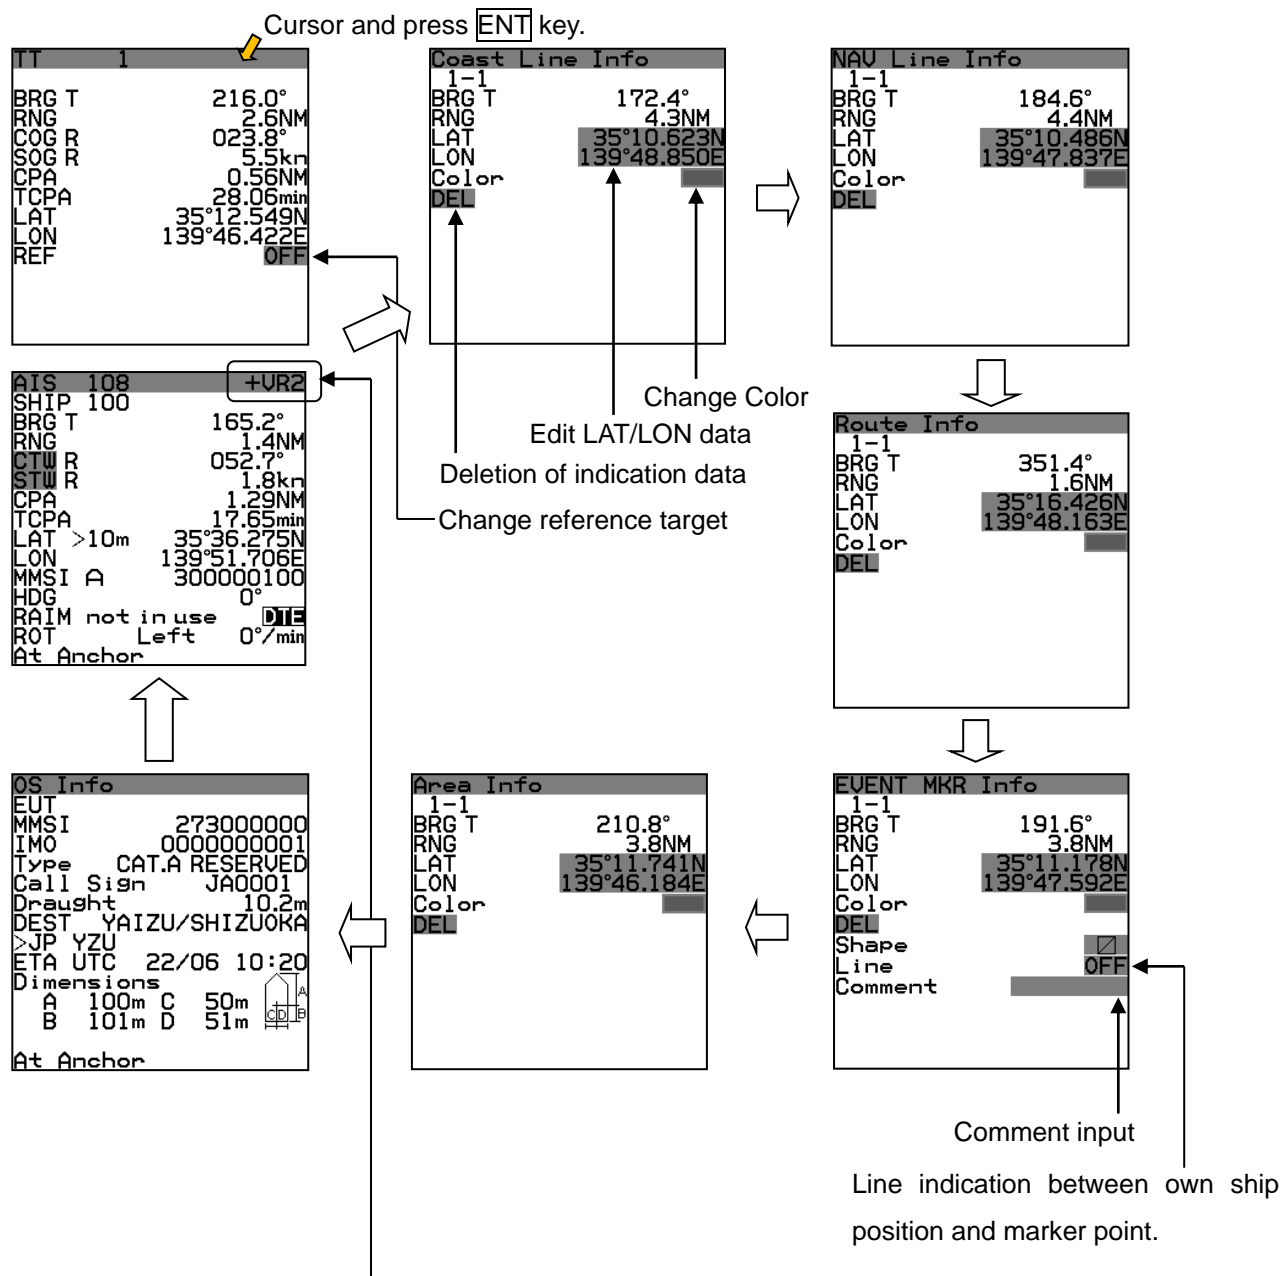 Cursor and press ENT key.
TT 1
BRG T 216.0°
RNG 2.6NM
COG R 023.8°
SOG R 5.5kn
CPA 0.56NM
TCPA 28.06min
LAT 35°12.549N
LON 139°46.422E
REF OFF
Coast Line Info
1-1
BRG T 172.4°
RNG 4.3NM
LAT 35°10.623N
LON 139°48.850E
Color
DEL
NAV Line Info
1-1
BRG T 184.6°
RNG 4.4NM
LAT 35°10.486N
LON 139°47.837E
Color
DEL
Change Color
Edit LAT/LON data
Deletion of indication data
Change reference target
AIS 108 +VR2
SHIP 100
BRG T 165.2°
RNG 1.4NM
CTW R 052.7°
STW R 1.8kn
CPA 1.29NM
TCPA 17.65min
LAT >10m 35°36.275N
LON 139°51.706E
MMSI A 300000100
HDG 0°
RAIM not in use DTE
ROT Left 0°/min
At Anchor
Route Info
1-1
BRG T 351.4°
RNG 1.6NM
LAT 35°16.426N
LON 139°48.163E
Color
DEL
OS Info
EUT
MMSI 273000000
IMO 0000000001
Type CAT.A RESERVED
Call Sign JA0001
Draught 10.2m
DEST YAIZU/SHIZUOKA
>JP YZU
ETA UTC 22/06 10:20
Dimensions
A 100m C 50m
B 101m D 51m
A
B
C D
At Anchor
Area Info
1-1
BRG T 210.8°
RNG 3.8NM
LAT 35°11.741N
LON 139°46.184E
Color
DEL
EVENT MKR Info
1-1
BRG T 191.6°
RNG 3.8NM
LAT 35°11.178N
LON 139°47.592E
Color
DEL
Shape
Line OFF
Comment
Comment input
Line indication between own ship
position and marker point.